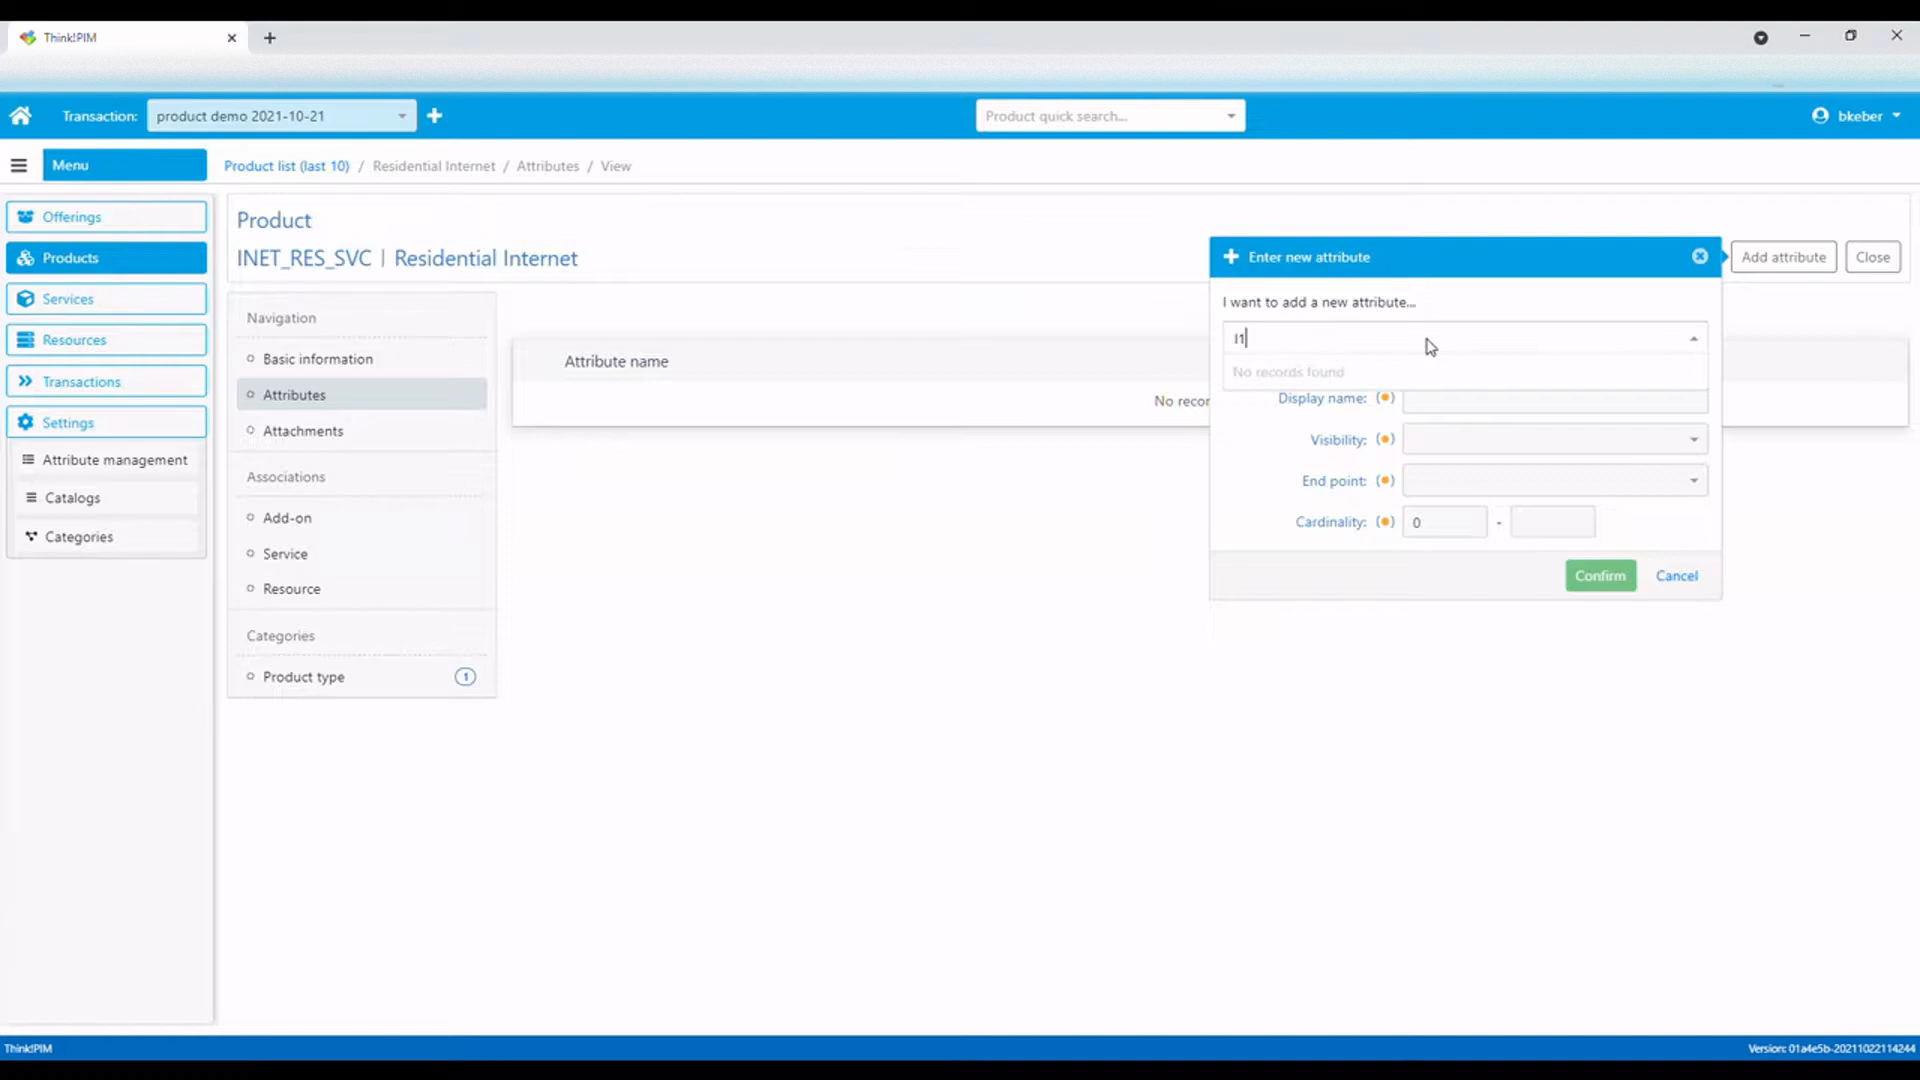 Think!PIM
Transaction: product demo 2021-10-21
Product quick search...
bkeber
Menu
Product list (last 10) / Residential Internet / Attributes / View
Offerings
Products
Services
Resources
Transactions
Settings
Attribute management
Catalogs
Categories
Product
INET_RES_SVC | Residential Internet
Navigation
Basic information
Attributes
Attachments
Associations
Add-on
Service
Resource
Categories
Product type 1
Attribute name
No recor
Enter new attribute
Add attribute
Close
I want to add a new attribute...
I1
No records found
Display name:
Visibility:
End point:
Cardinality: 0 -
Confirm
Cancel
Think!PIM
Version: 01a4e5b-20211022114244